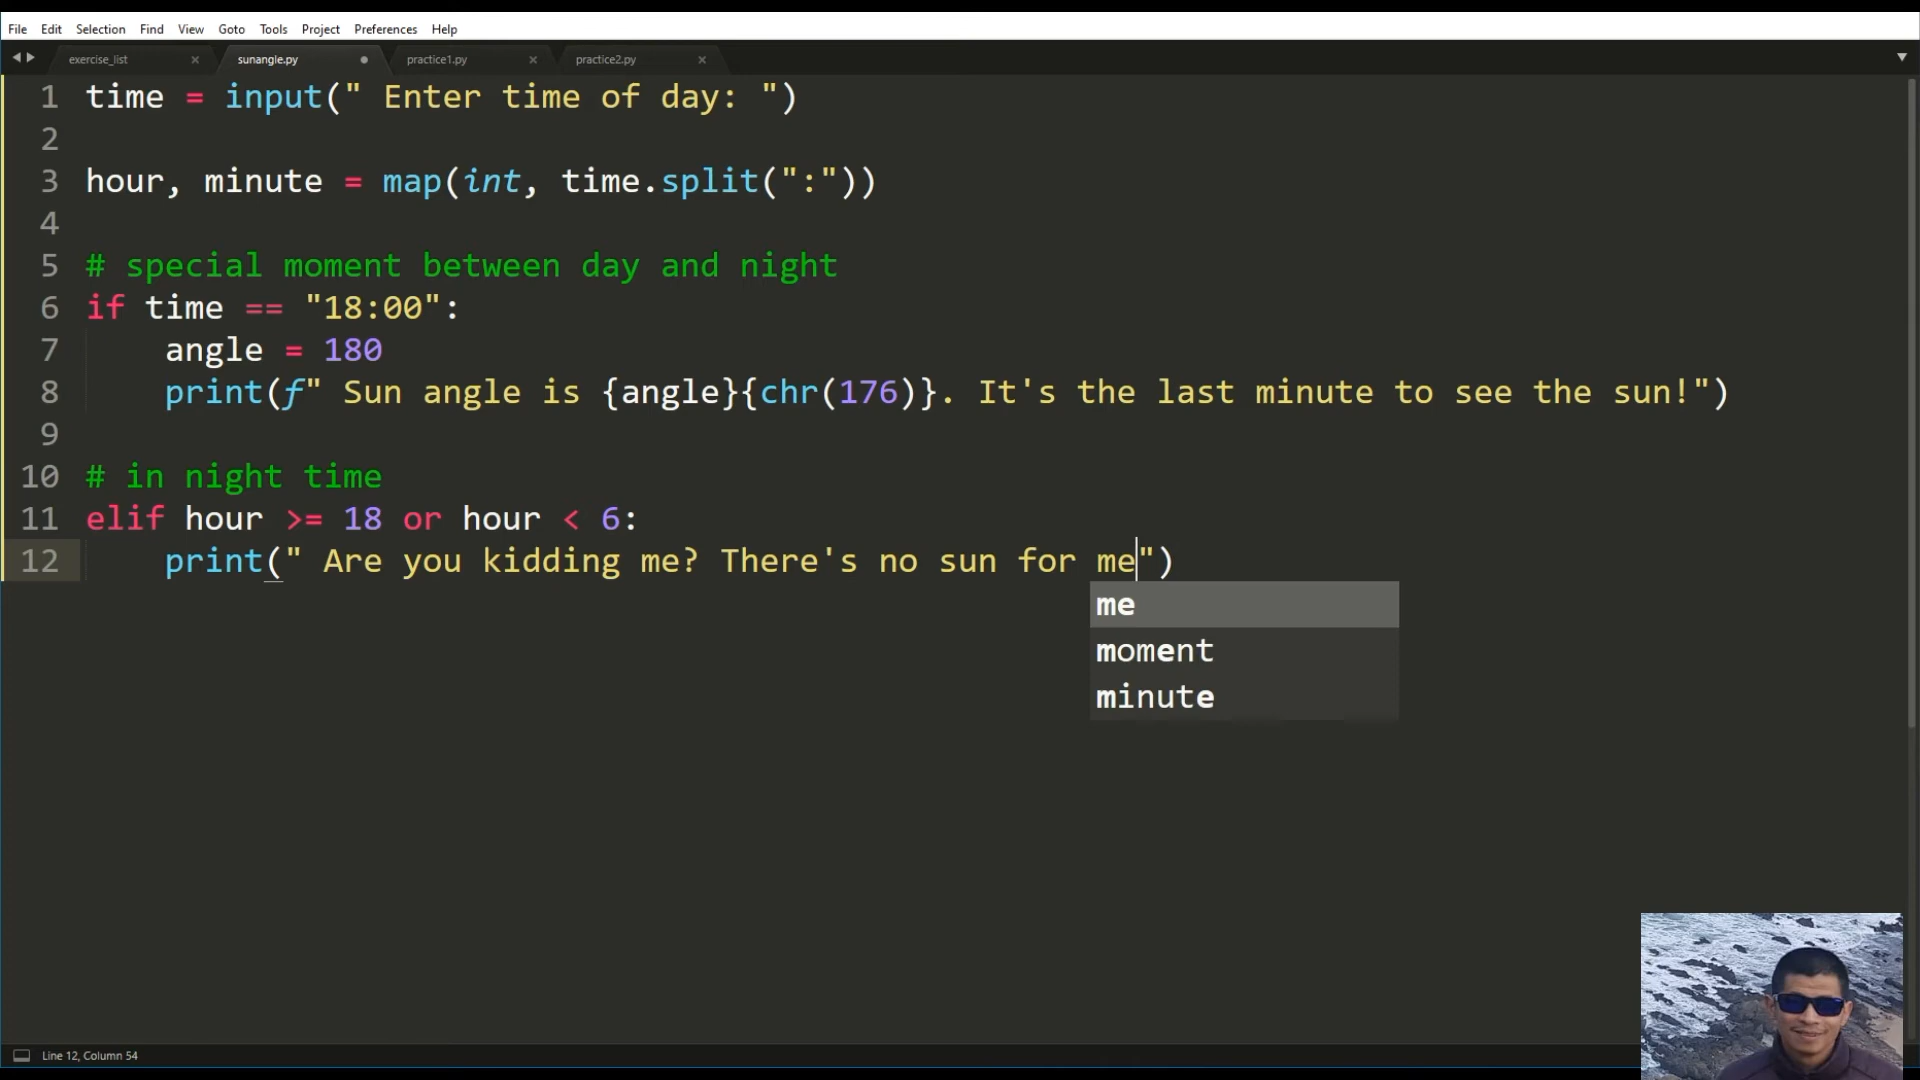 File Edit Selection Find View Goto Tools Project Preferences Help
exercise_list sunangle.py practice1.py practice2.py
1 time = input(" Enter time of day: ")
2
3 hour, minute = map(int, time.split(":"))
4
5 # special moment between day and night
6 if time == "18:00":
7 angle = 180
8 print(f" Sun angle is {angle}{chr(176)}. It's the last minute to see the sun!")
9
10 # in night time
11 elif hour >= 18 or hour < 6:
12 print(" Are you kidding me? There's no sun for me")
me
moment
minute
Line 12, Column 54